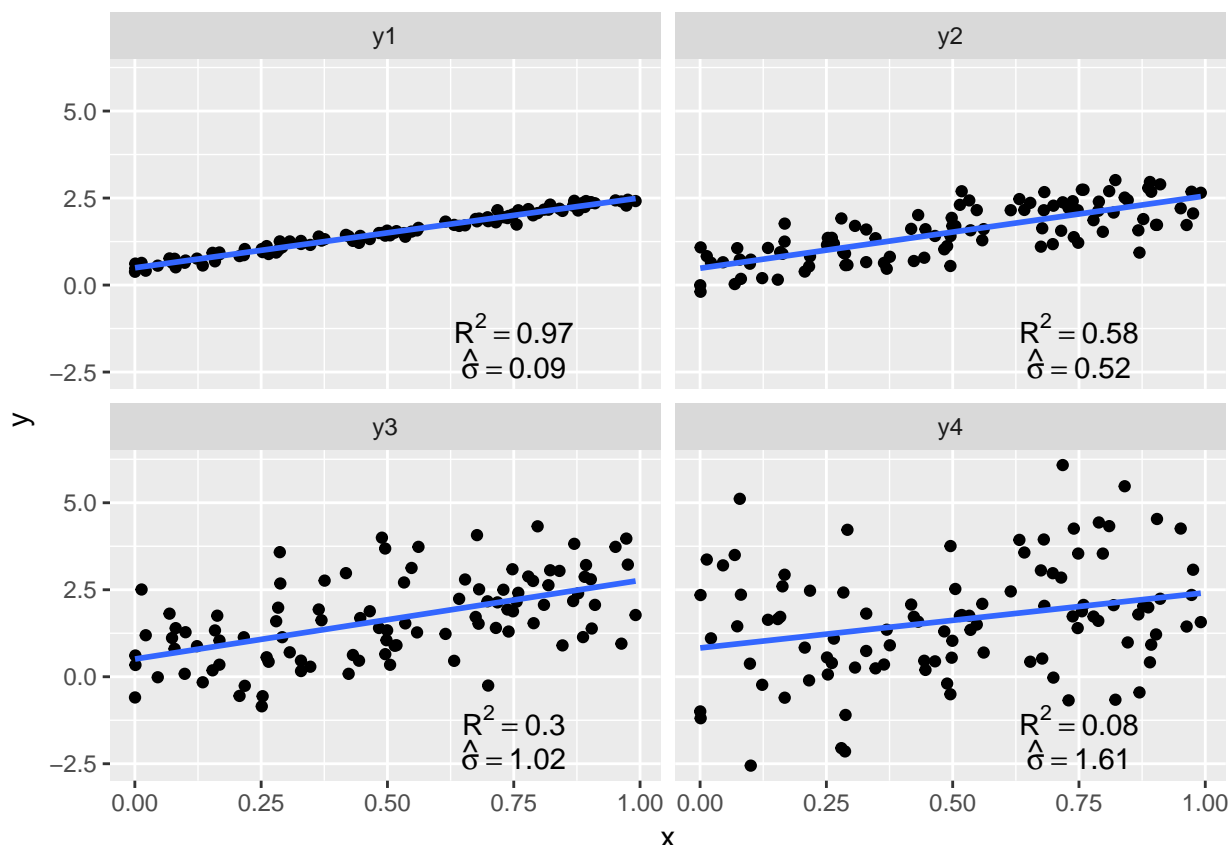 y1
y2
5.0
2.5
0.0
−2.5
R² = 0.97
σ̂ = 0.09
R² = 0.58
σ̂ = 0.52
y
y3
y4
5.0
2.5
0.0
−2.5
R² = 0.3
σ̂ = 1.02
R² = 0.08
σ̂ = 1.61
0.00 0.25 0.50 0.75 1.00
0.00 0.25 0.50 0.75 1.00
x